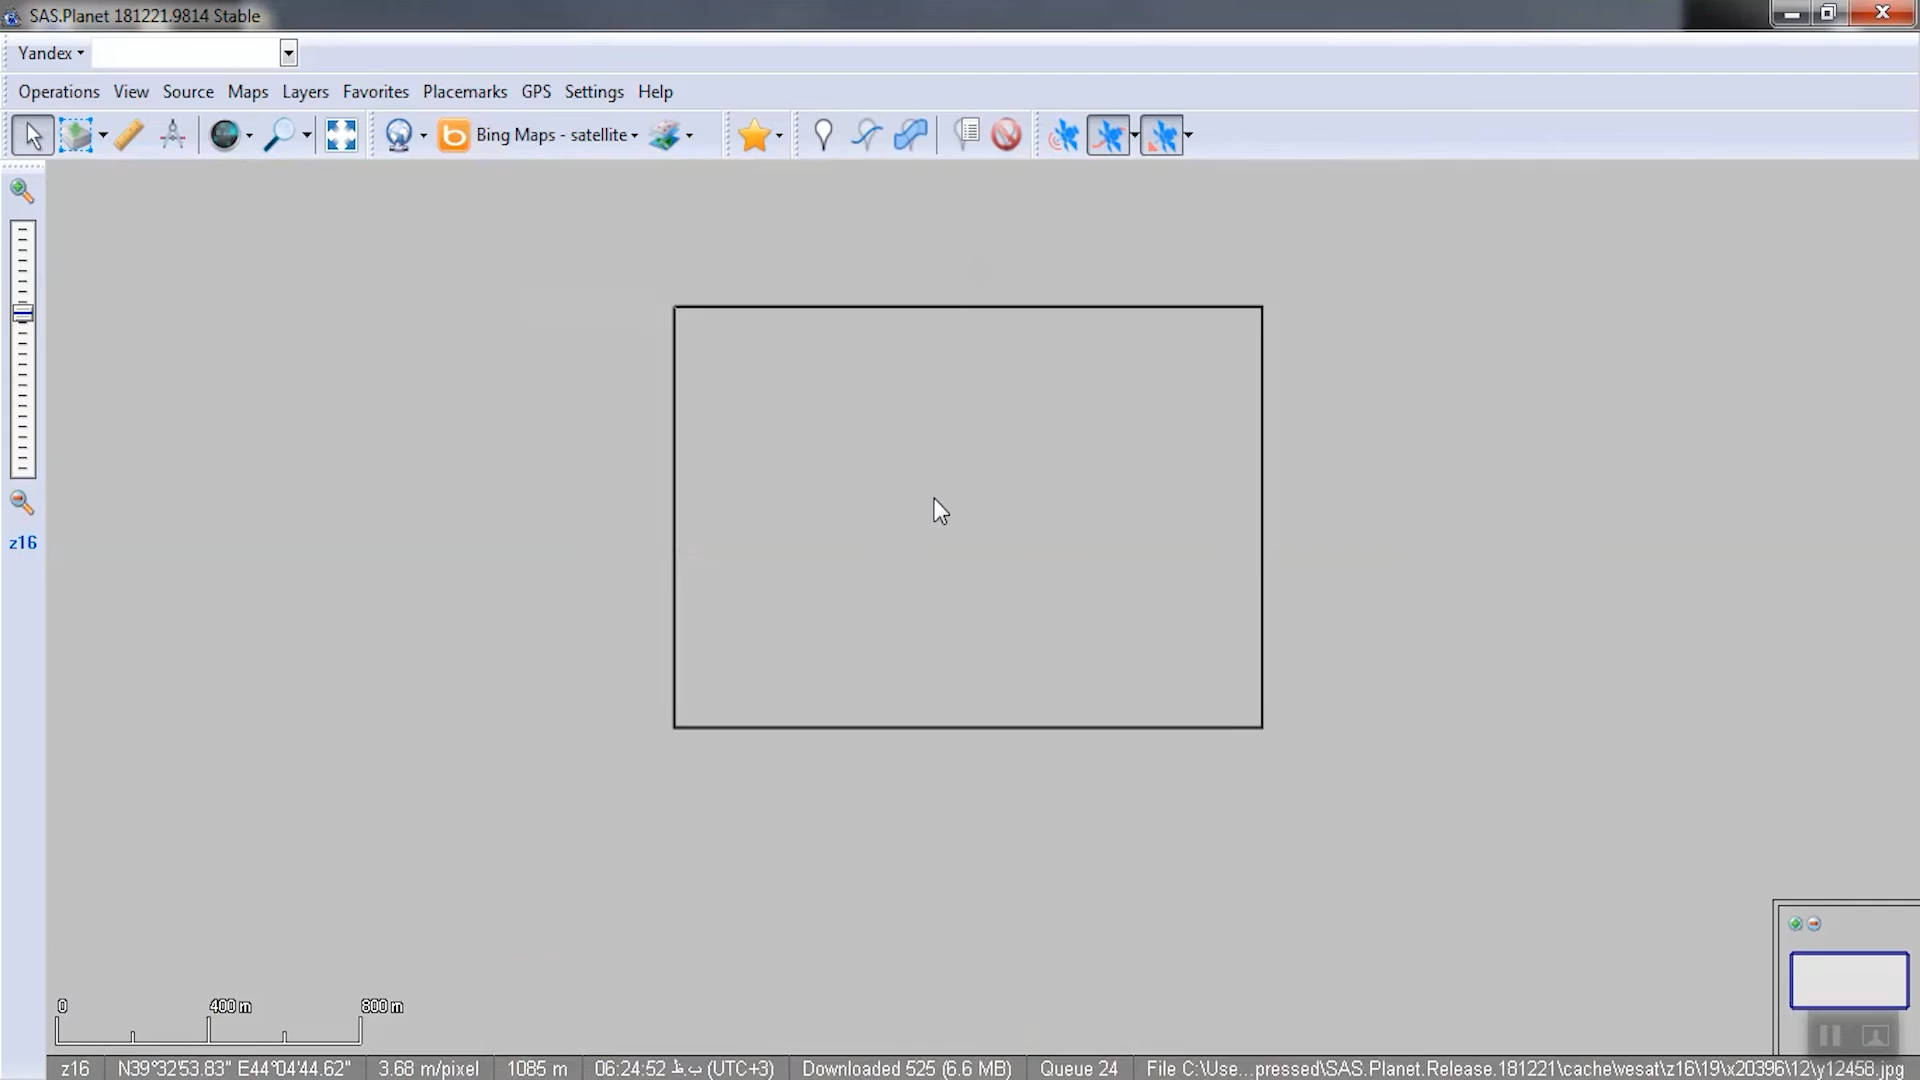 SAS.Planet 181221.9814 Stable
Yandex
Operations View Source Maps Layers Favorites Placemarks GPS Settings Help
Bing Maps - satellite
z16
0 400 m 800 m
z16 N39°32'53.83" E44°04'44.62" 3.68 m/pixel 1085 m 06:24:52 ب.ظ (UTC+3) Downloaded 525 (6.6 MB) Queue 24 File C:\Use...pressed\SAS.Planet.Release.181221\cache\vesat\z16\19\x20396\12\y12458.jpg